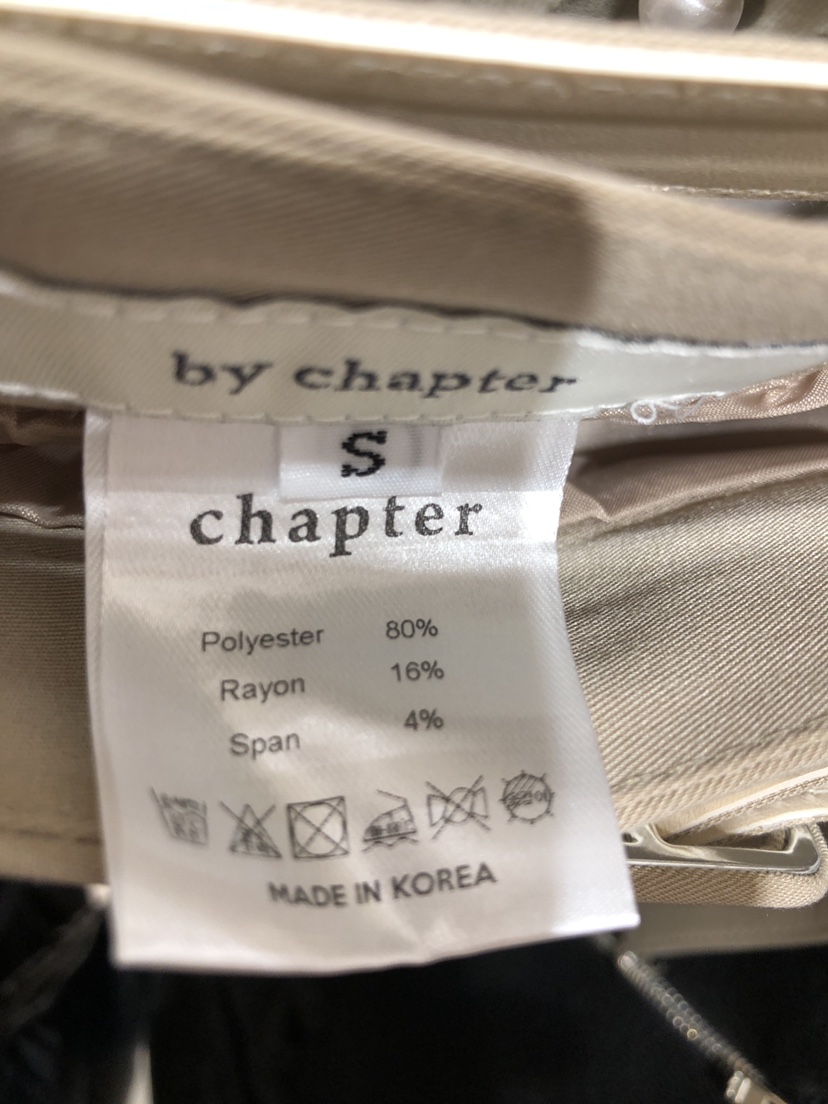 by chapter
S
chapter
Polyester 80%
Rayon 16%
Span 4%
MADE IN KOREA